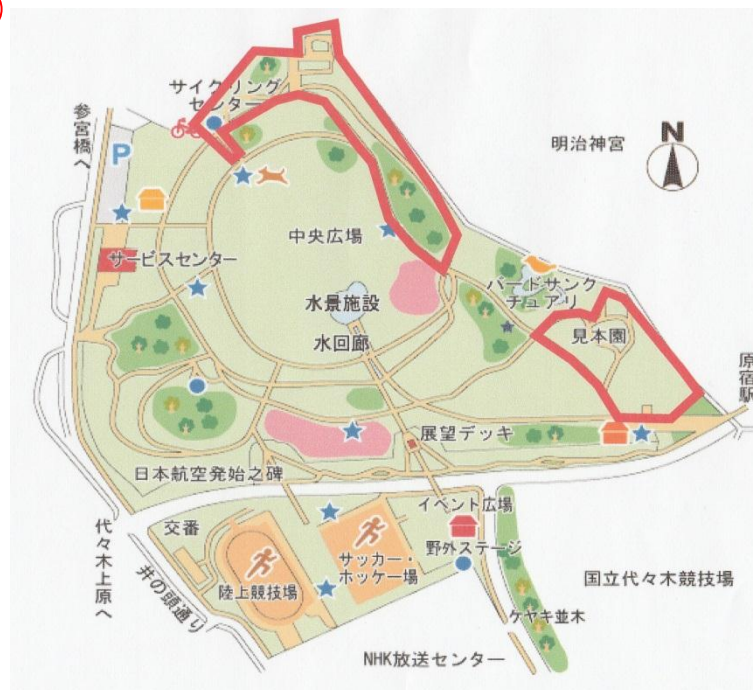 サイクリング
センター
参宮橋へ
P
明治神宮
N
中央広場
サービスセンター
バードサンク
チュアリ
水景施設
水回廊
見本園
原宿駅
展望デッキ
日本航空発始之碑
イベント広場
交番
野外ステージ
サッカー・
ホッケー場
代々木上原へ
井の頭通り
陸上競技場
国立代々木競技場
ケヤキ並木
NHK放送センター